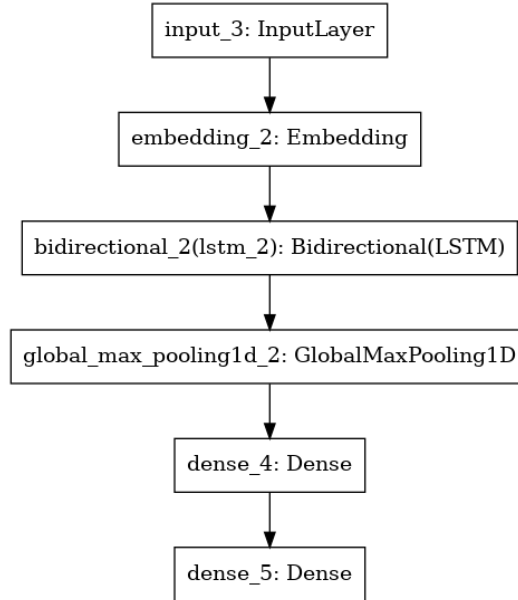 input_3: InputLayer
embedding_2: Embedding
bidirectional_2(lstm_2): Bidirectional(LSTM)
global_max_pooling1d_2: GlobalMaxPooling1D
dense_4: Dense
dense_5: Dense